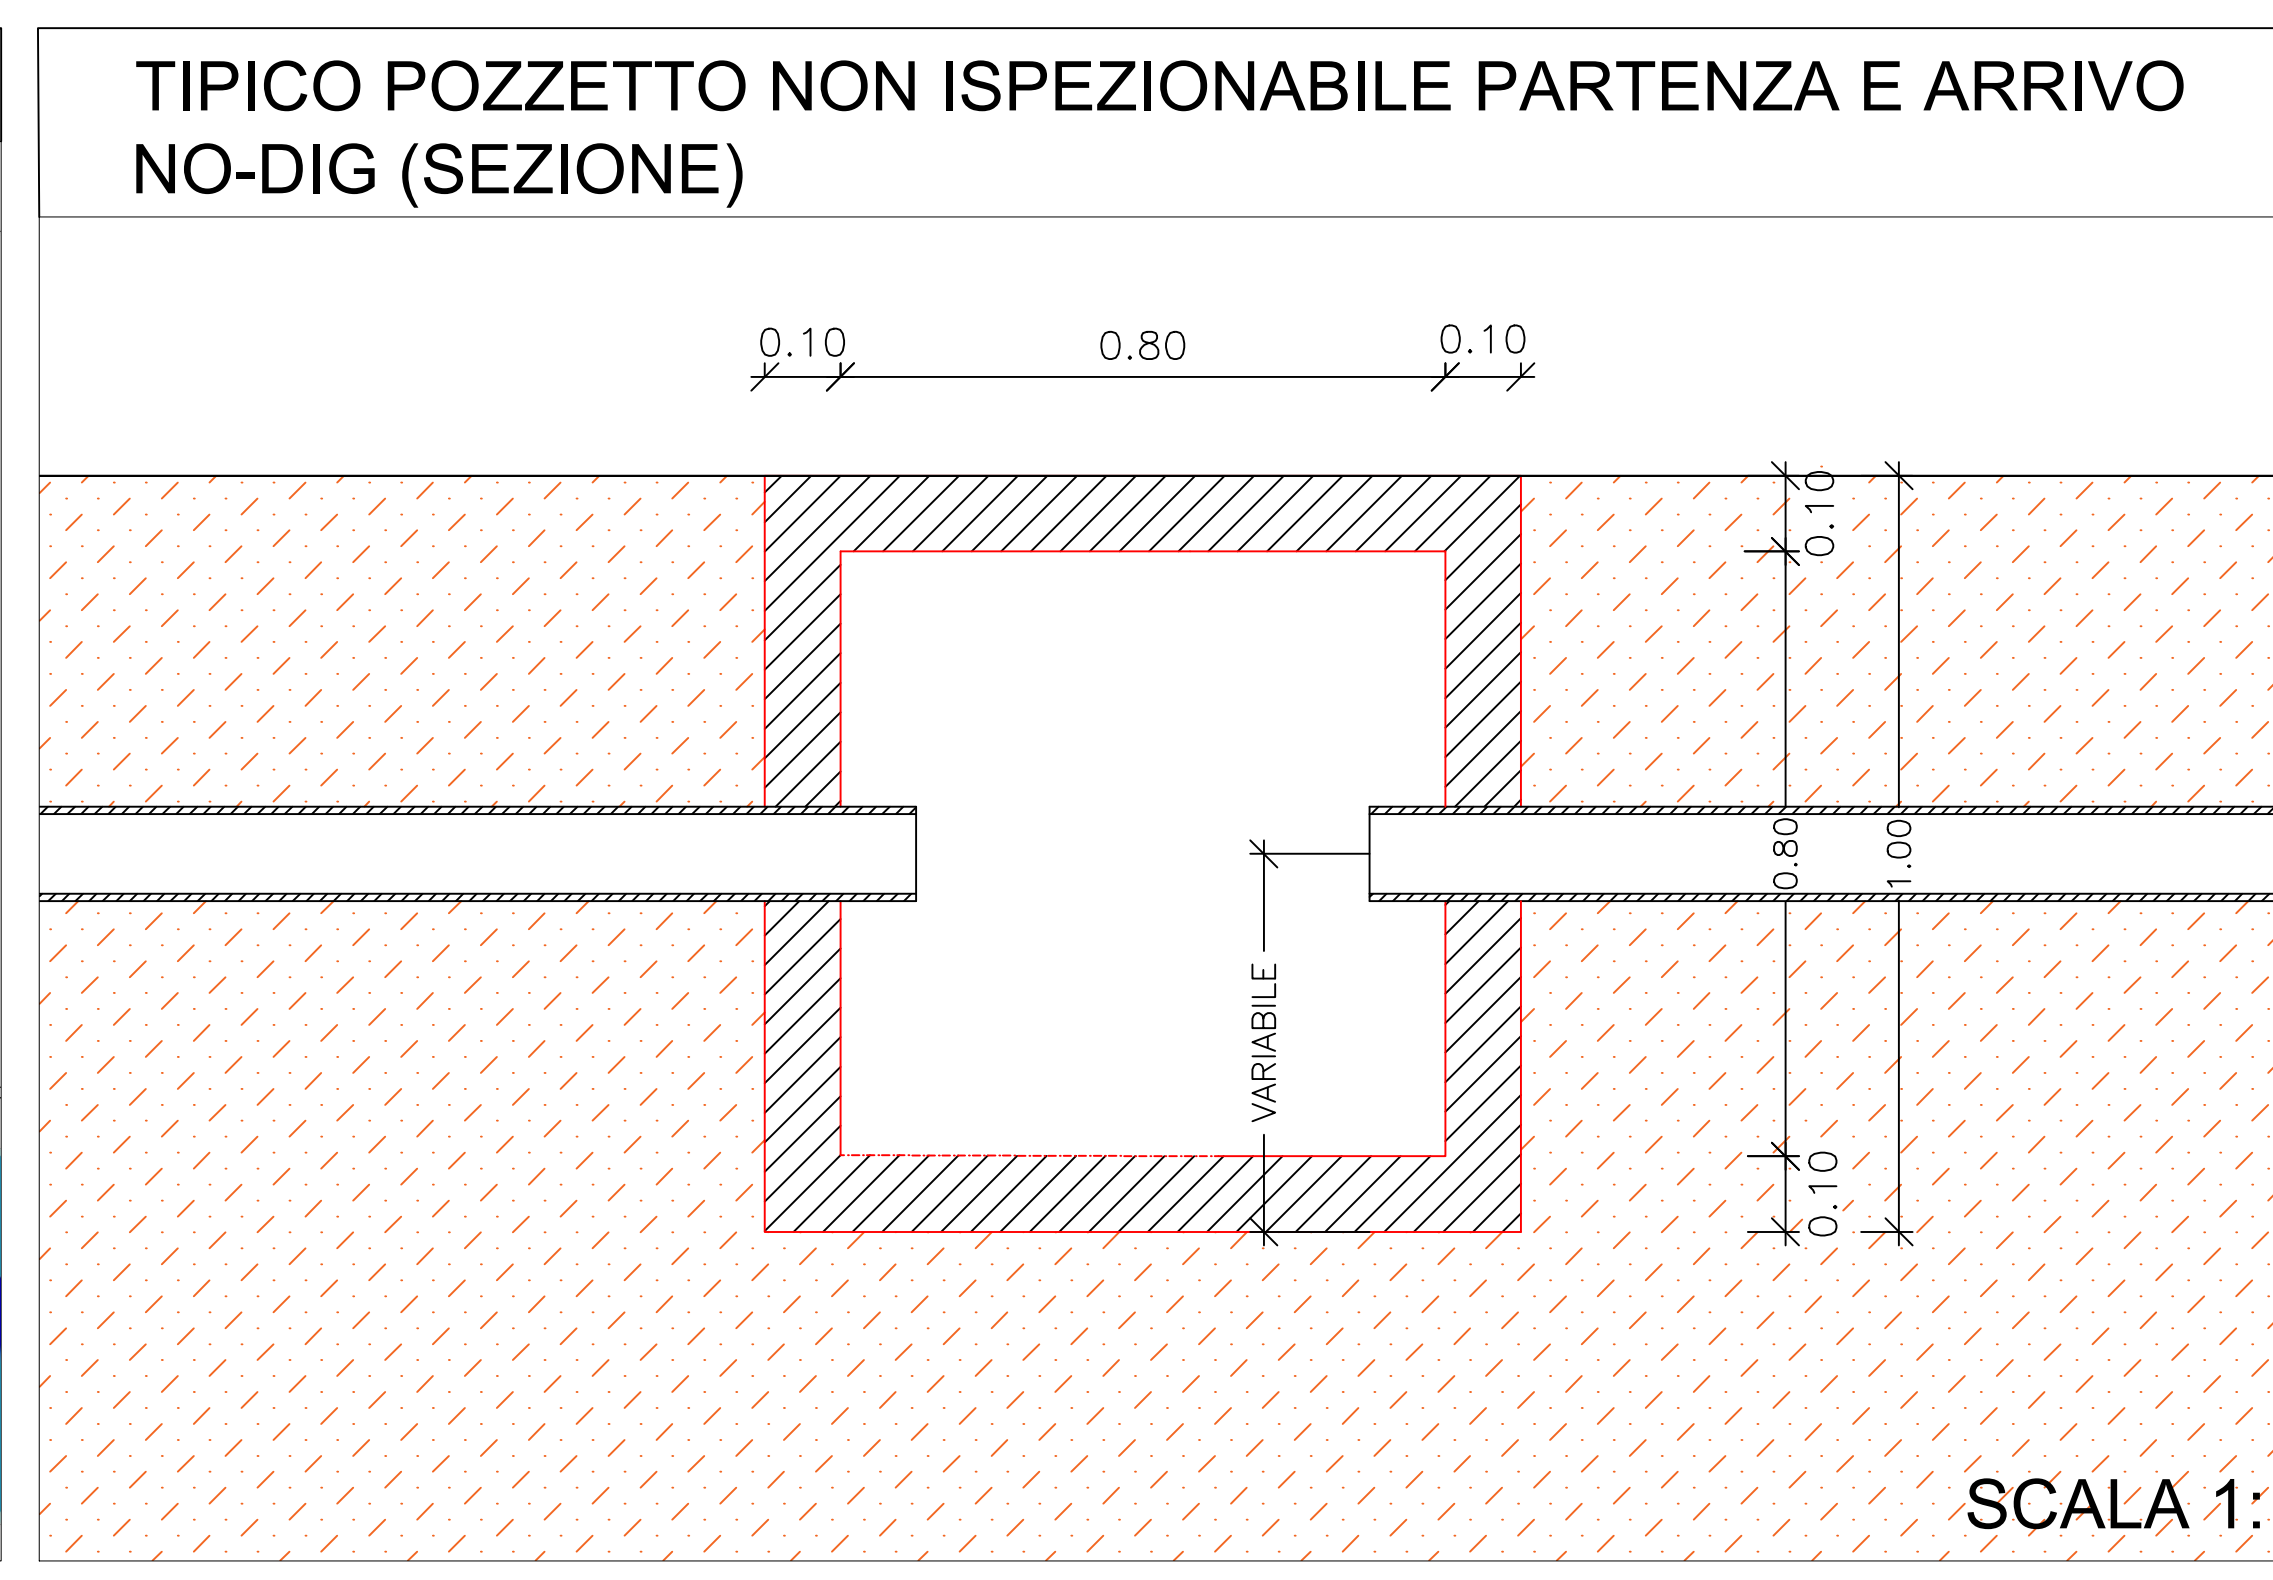 TIPICO POZZETTO NON ISPEZIONABILE PARTENZA E ARRIVO
NO-DIG (SEZIONE)
0.10
0.80
0.10
0.10
0.80
1.00
VARIABILE
0.10
SCALA 1: